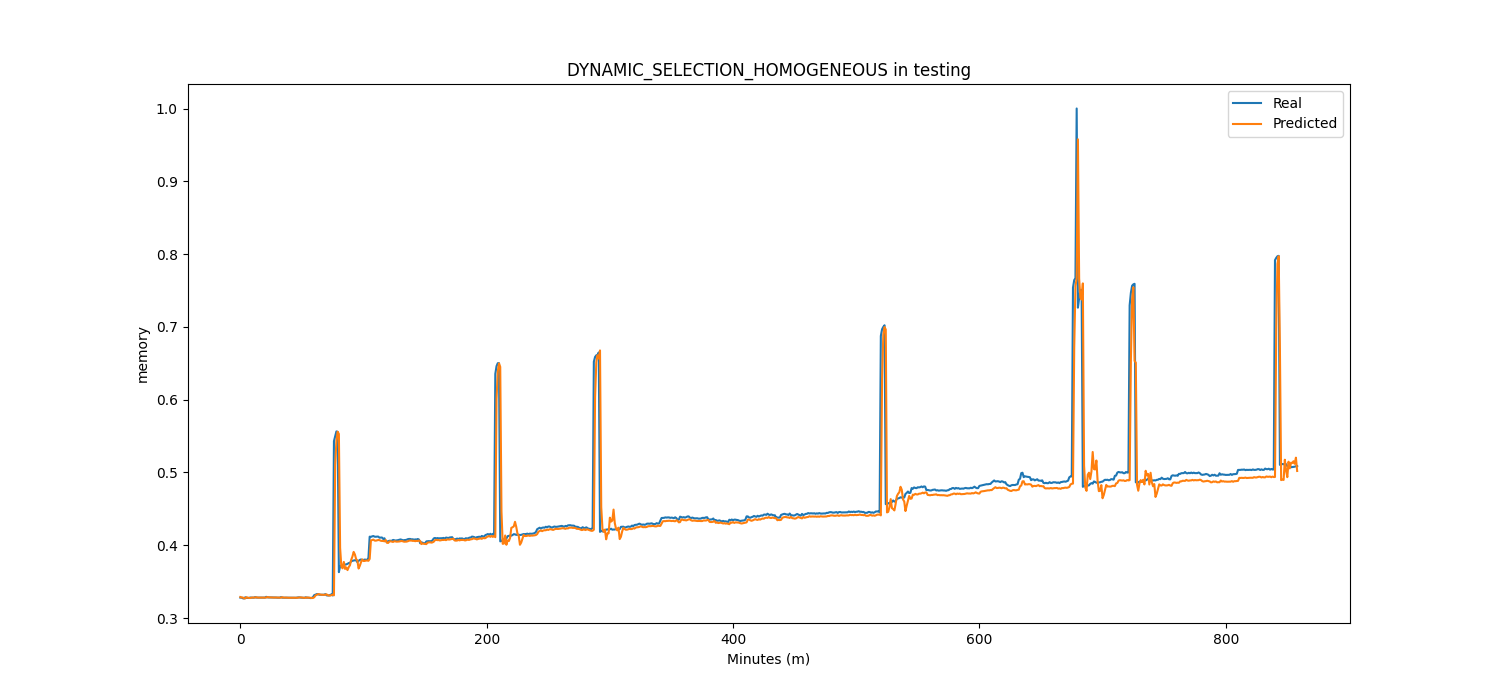 DYNAMIC_SELECTION_HOMOGENEOUS in testing
Real
Predicted
1.0
0.9
0.8
0.7
0.6
0.5
0.4
0.3
memory
0
200
400
600
800
Minutes (m)